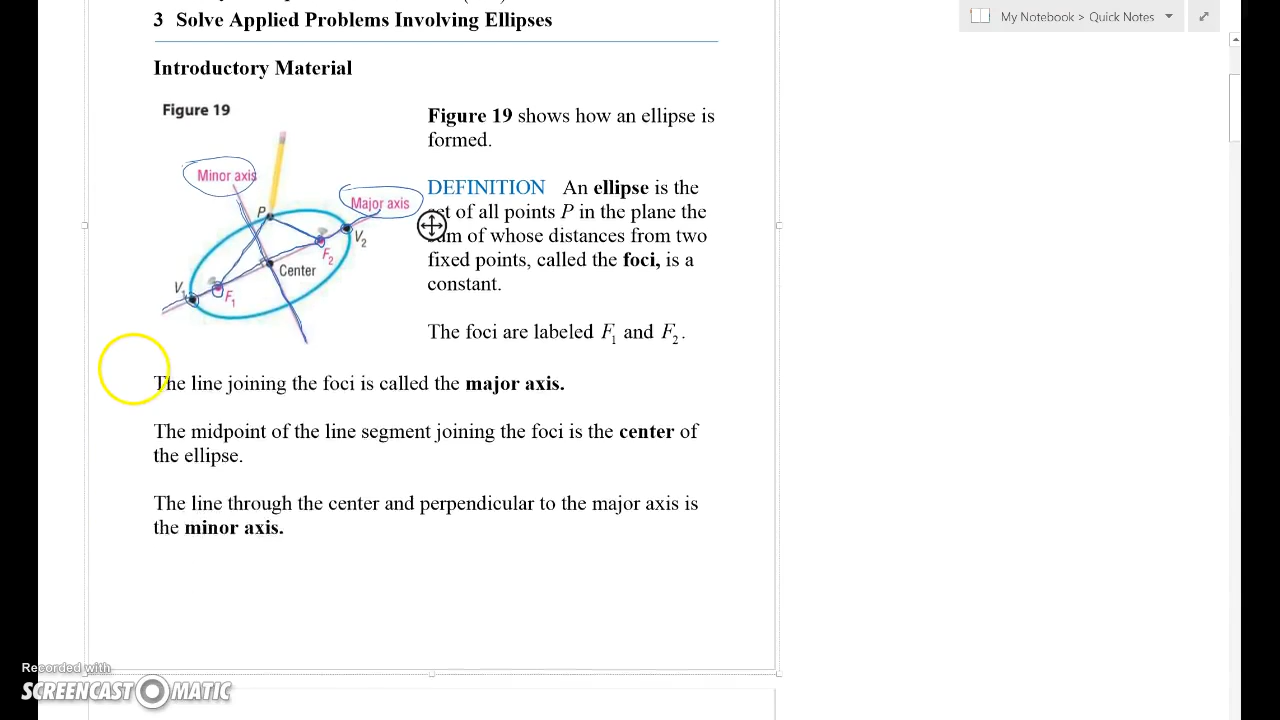 3 Solve Applied Problems Involving Ellipses
My Notebook > Quick Notes
Introductory Material
Figure 19
Minor axis
Major axis
P
V2
F2
Center
V1
F1
Figure 19 shows how an ellipse is
formed.
DEFINITION An ellipse is the
set of all points P in the plane the
sum of whose distances from two
fixed points, called the foci, is a
constant.
The foci are labeled F1 and F2.
The line joining the foci is called the major axis.
The midpoint of the line segment joining the foci is the center of
the ellipse.
The line through the center and perpendicular to the major axis is
the minor axis.
Recorded with
SCREENCAST MATIC